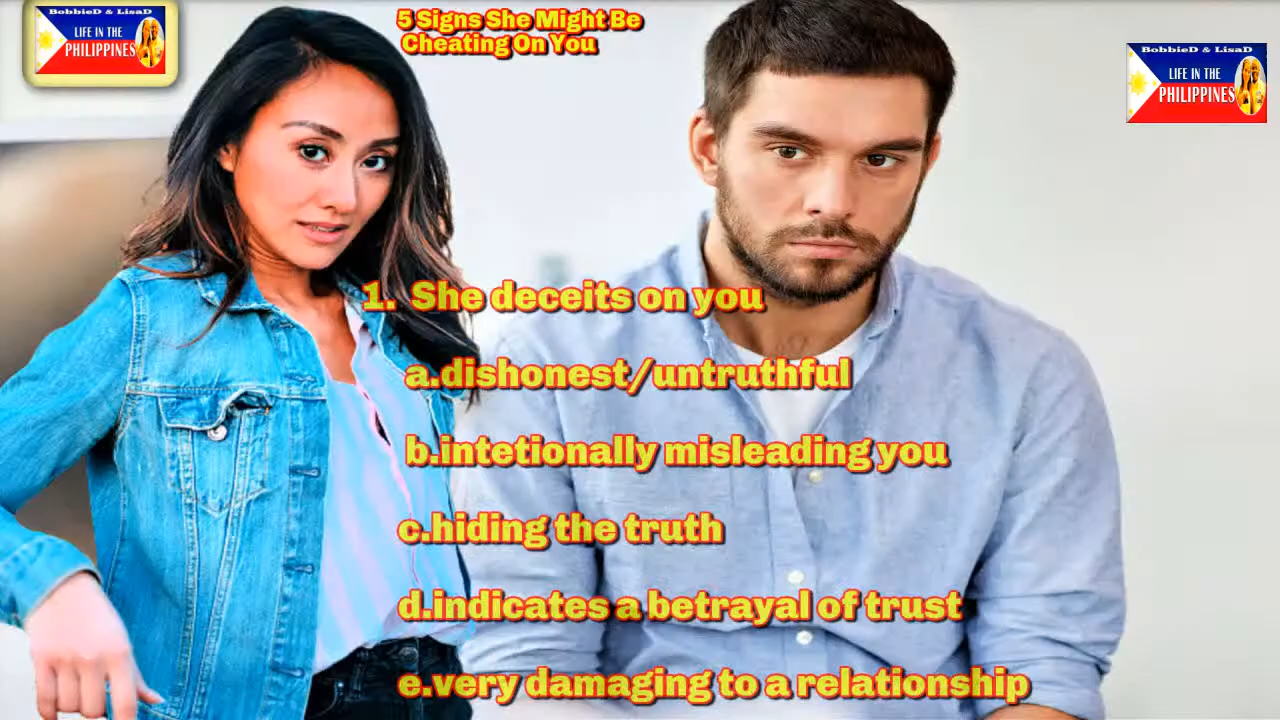 BobbieD & LisaD
LIFE IN THE
PHILIPPINES
5 Signs She Might Be
Cheating On You
BobbieD & LisaD
LIFE IN THE
PHILIPPINES
1. She deceits on you
a.dishonest/untruthful
b.intetionally misleading you
c.hiding the truth
d.indicates a betrayal of trust
e.very damaging to a relationship